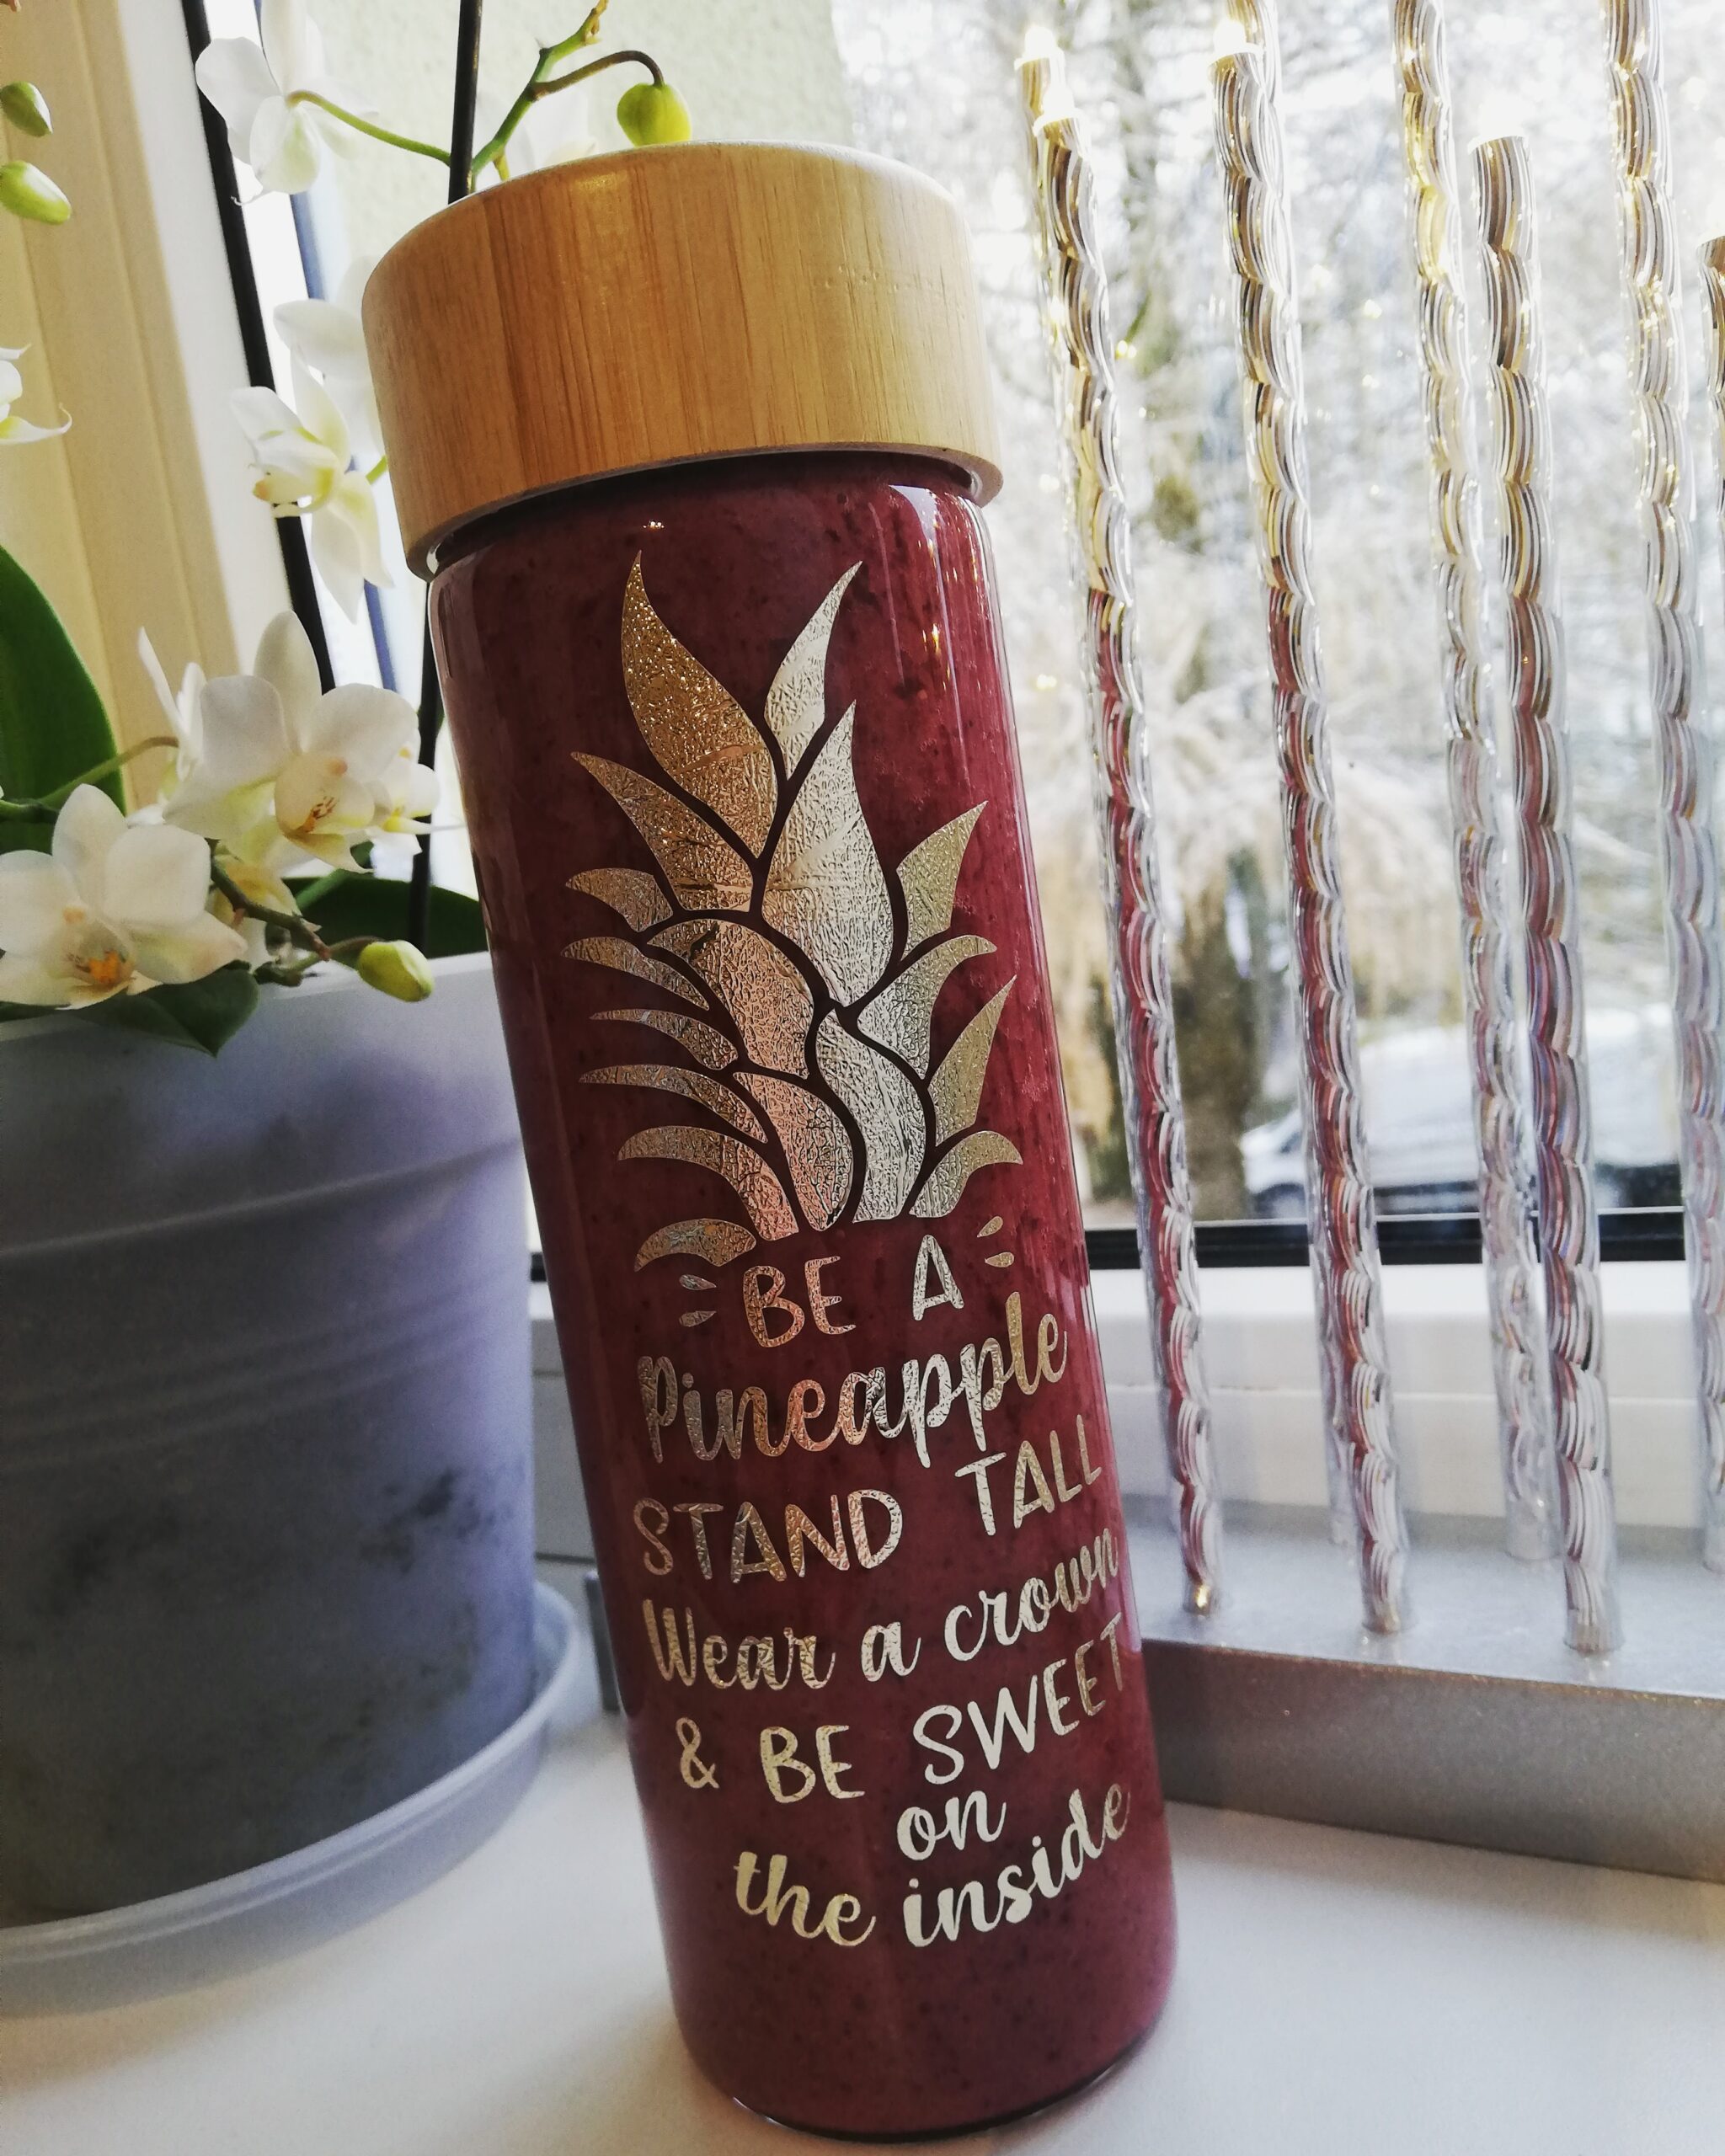 BE A
Pineapple
STAND TALL
Wear a crown
& BE SWEET
on
the inside